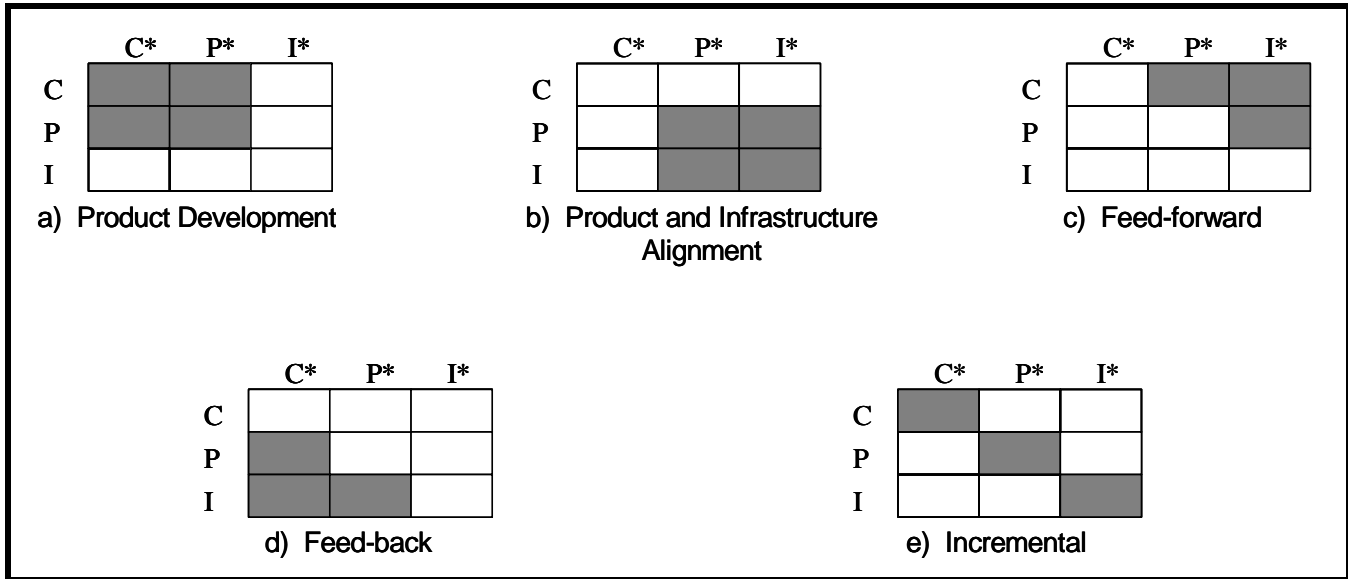 C* P* I*
C
P
I
a) Product Development
C* P* I*
C
P
I
b) Product and Infrastructure
Alignment
C* P* I*
C
P
I
c) Feed-forward
C* P* I*
C
P
I
d) Feed-back
C* P* I*
C
P
I
e) Incremental